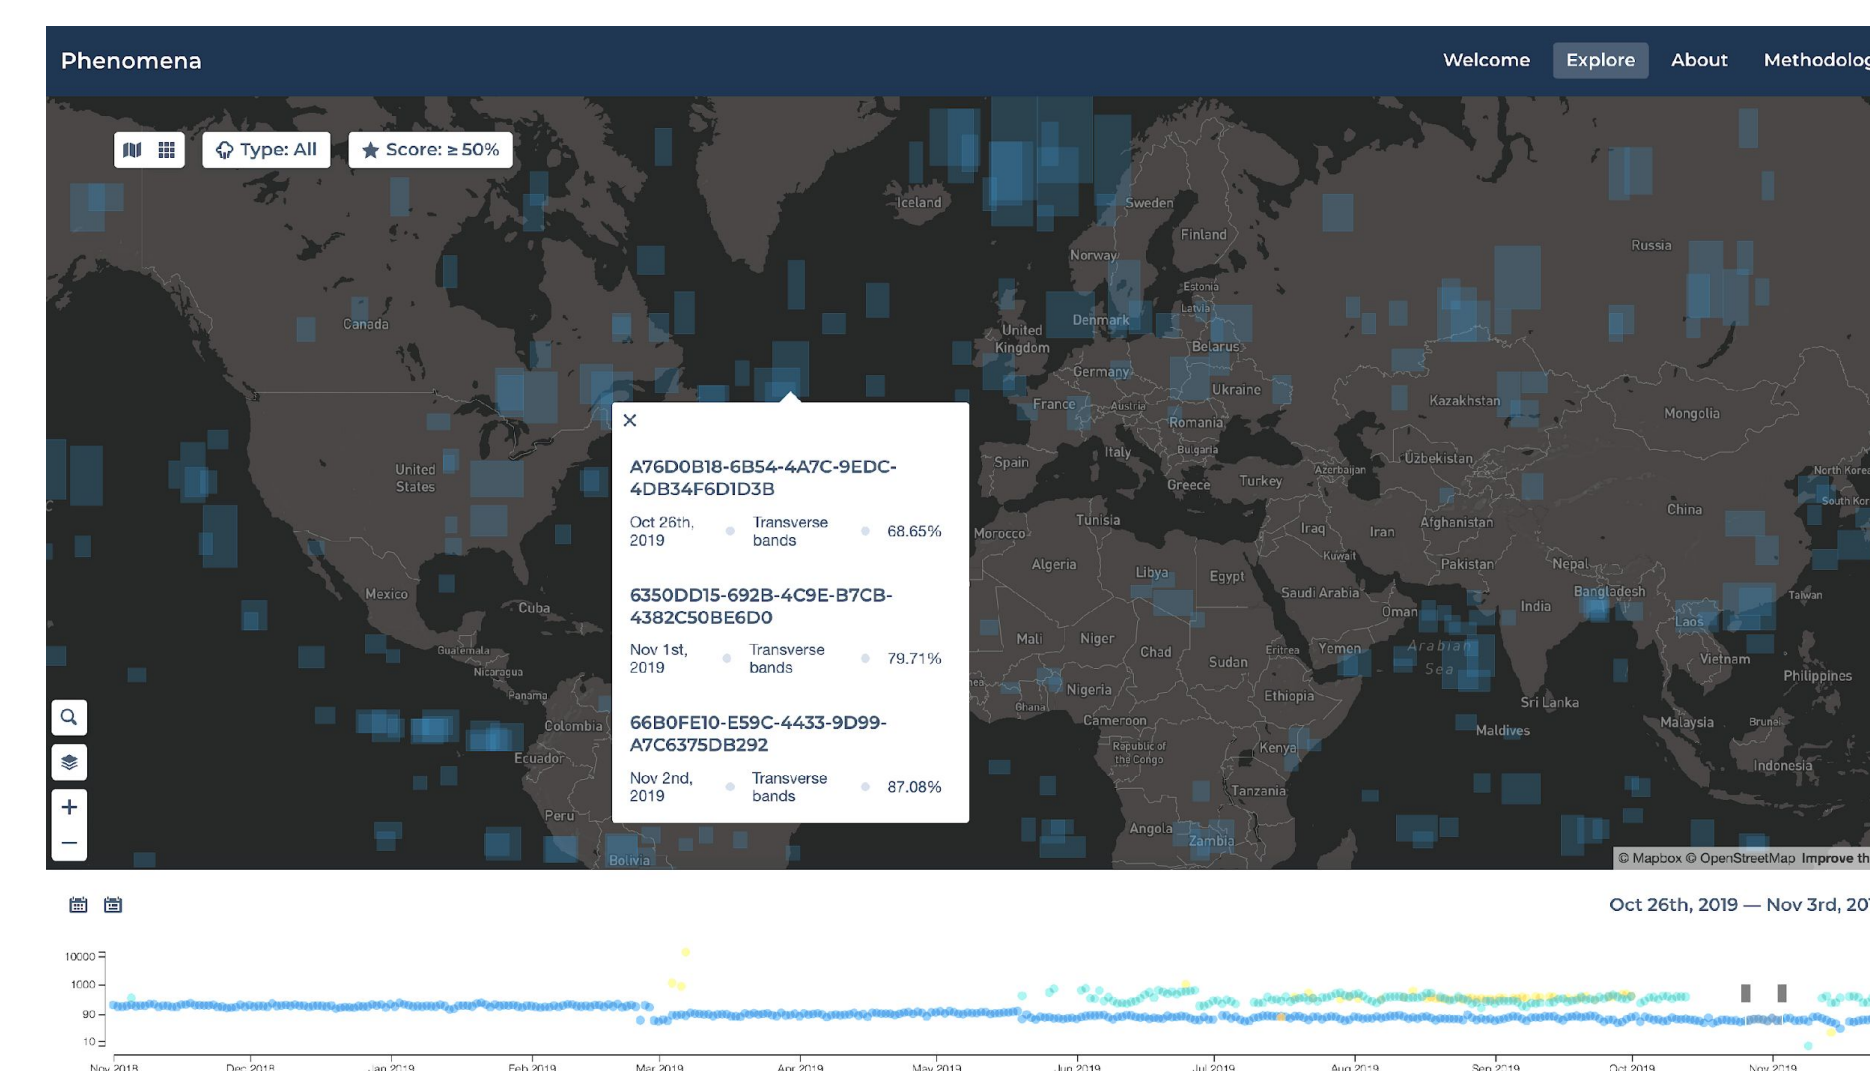 Phenomena
Welcome Explore About Methodolog
Type: All
Score: ≥ 50%
Iceland
Sweden
Finland
Norway
Russia
Estonia
Latvia
Canada
United
Kingdom
Denmark
Belarus
Germany
Ukraine
France
Austria
Kazakhstan
Mongolia
Romania
United
States
Spain
Italy
Bulgaria
Greece
Turkey
Azerbaijan
Uzbekistan
North Korea
South Kor
China
Morocco
Tunisia
Iraq
Iran
Afghanistan
Kuwait
Algeria
Libya
Egypt
Pakistan
Nepal
Saudi Arabia
Bangladesh
Taiwan
Mexico
Cuba
Oman
India
Laos
Mali
Niger
Chad
Sudan
Eritrea
Yemen
Arabian
Sea
Vietnam
Guatemala
Nicaragua
Philippines
Panama
Nigeria
Ghana
Ethiopia
Sri Lanka
Colombia
Cameroon
Malaysia
Brunei
Maldives
Ecuador
Republic of
the Congo
Kenya
Indonesia
Tanzania
Peru
Angola
Zambia
Bolivia
A76D0B18-6B54-4A7C-9EDC-
4DB34F6D1D3B
Oct 26th,
2019
Transverse
bands
68.65%
6350DD15-692B-4C9E-B7CB-
4382C50BE6D0
Nov 1st,
2019
Transverse
bands
79.71%
66B0FE10-E59C-4433-9D99-
A7C6375DB292
Nov 2nd,
2019
Transverse
bands
87.08%
© Mapbox © OpenStreetMap Improve th
Oct 26th, 2019 — Nov 3rd, 201
10000
1000
90
10
Nov 2018 Dec 2018 Jan 2019 Feb 2019 Mar 2019 Apr 2019 May 2019 Jun 2019 Jul 2019 Aug 2019 Sep 2019 Oct 2019 Nov 2019